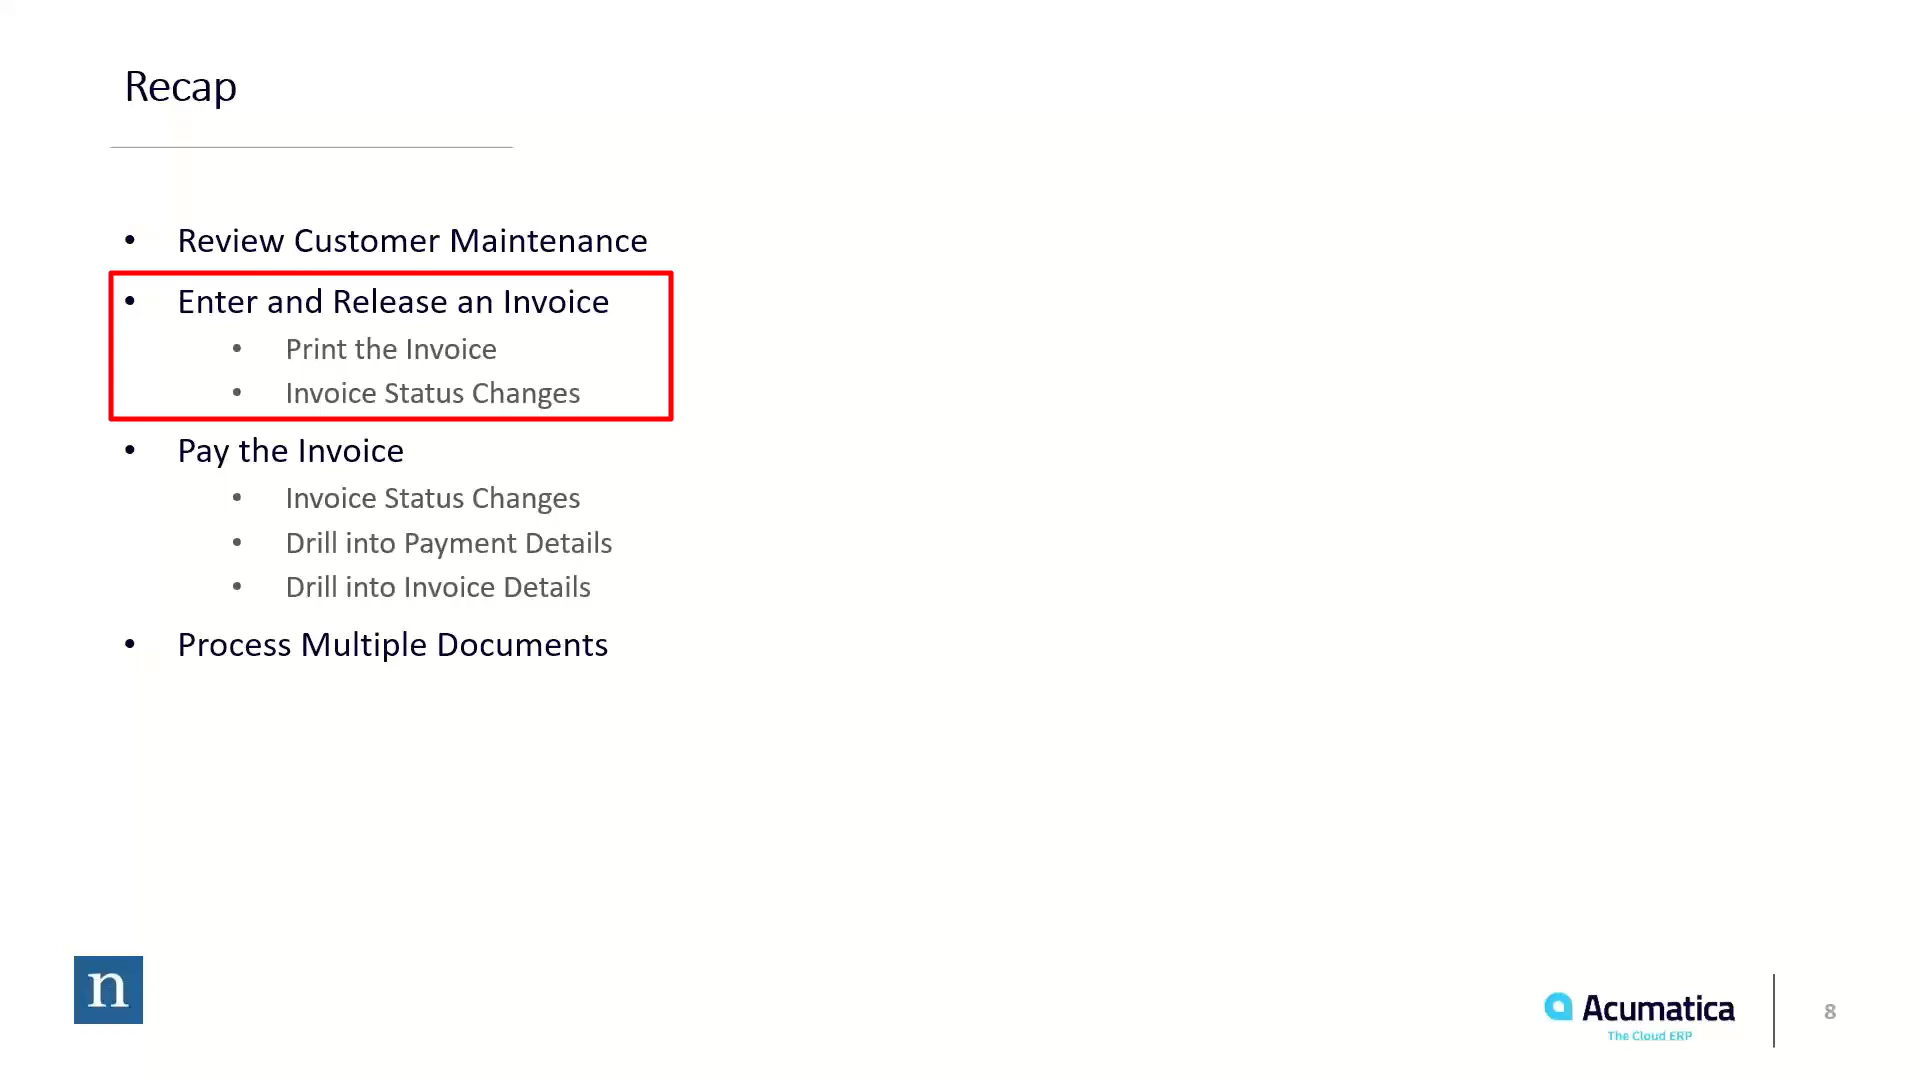 Recap
• Review Customer Maintenance
• Enter and Release an Invoice
• Print the Invoice
• Invoice Status Changes
• Pay the Invoice
• Invoice Status Changes
• Drill into Payment Details
• Drill into Invoice Details
• Process Multiple Documents
n
Acumatica
The Cloud ERP
8